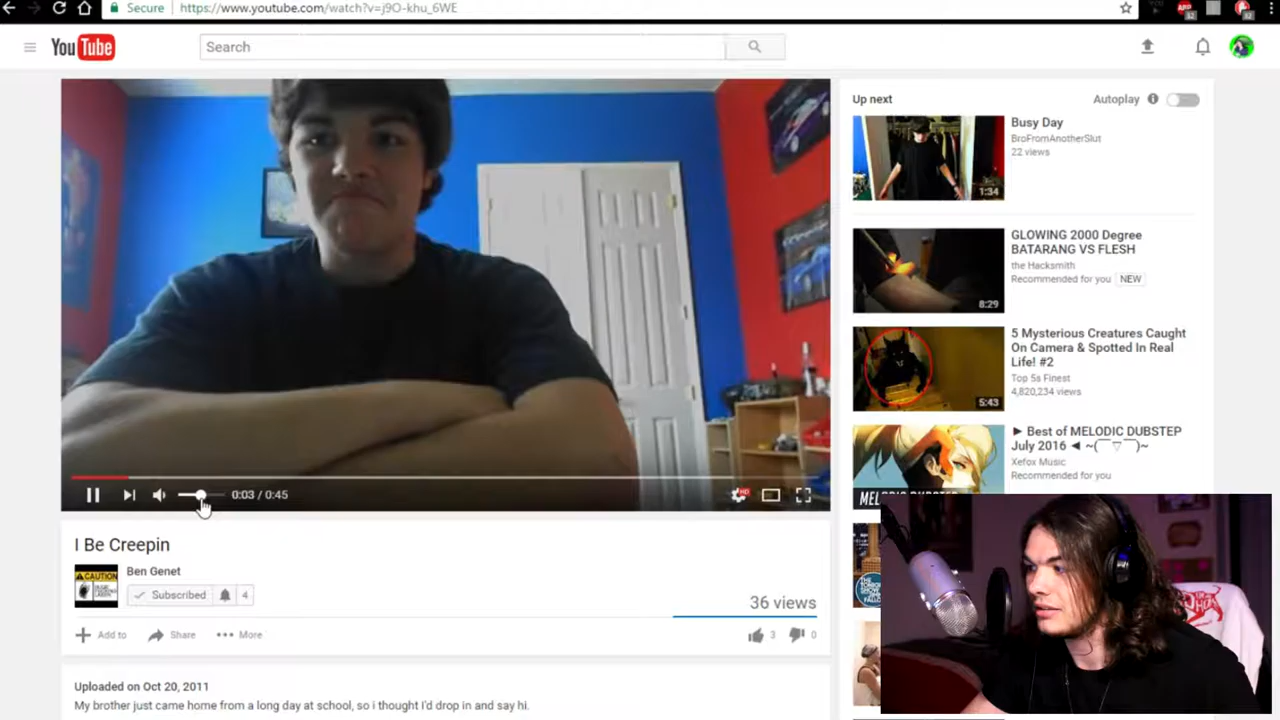 Secure
https://www.youtube.com/watch?v=j9O-khu_6WE
YouTube
Search
0:03 / 0:45
HD
I Be Creepin
CAUTION
Ben Genet
Subscribed
4
36 views
Add to
Share
More
3
0
Uploaded on Oct 20, 2011
My brother just came home from a long day at school, so i thought i'd drop in and say hi.
Up next
Autoplay
1:34
Busy Day
BroFromAnotherSlut
22 views
8:29
GLOWING 2000 Degree
BATARANG VS FLESH
the Hacksmith
Recommended for you
NEW
5:43
5 Mysterious Creatures Caught
On Camera & Spotted In Real
Life! #2
Top 5s Finest
4,820,234 views
► Best of MELODIC DUBSTEP
July 2016 ◄ ~(￣▽￣)~
Xefox Music
Recommended for you